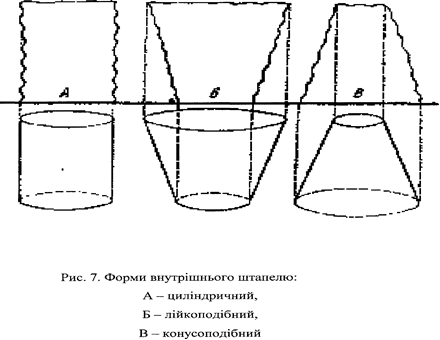 А Б В
Рис. 7. Форми внутрішнього штапелю:
А – циліндричний,
Б – лійкоподібний,
В – конусоподібний